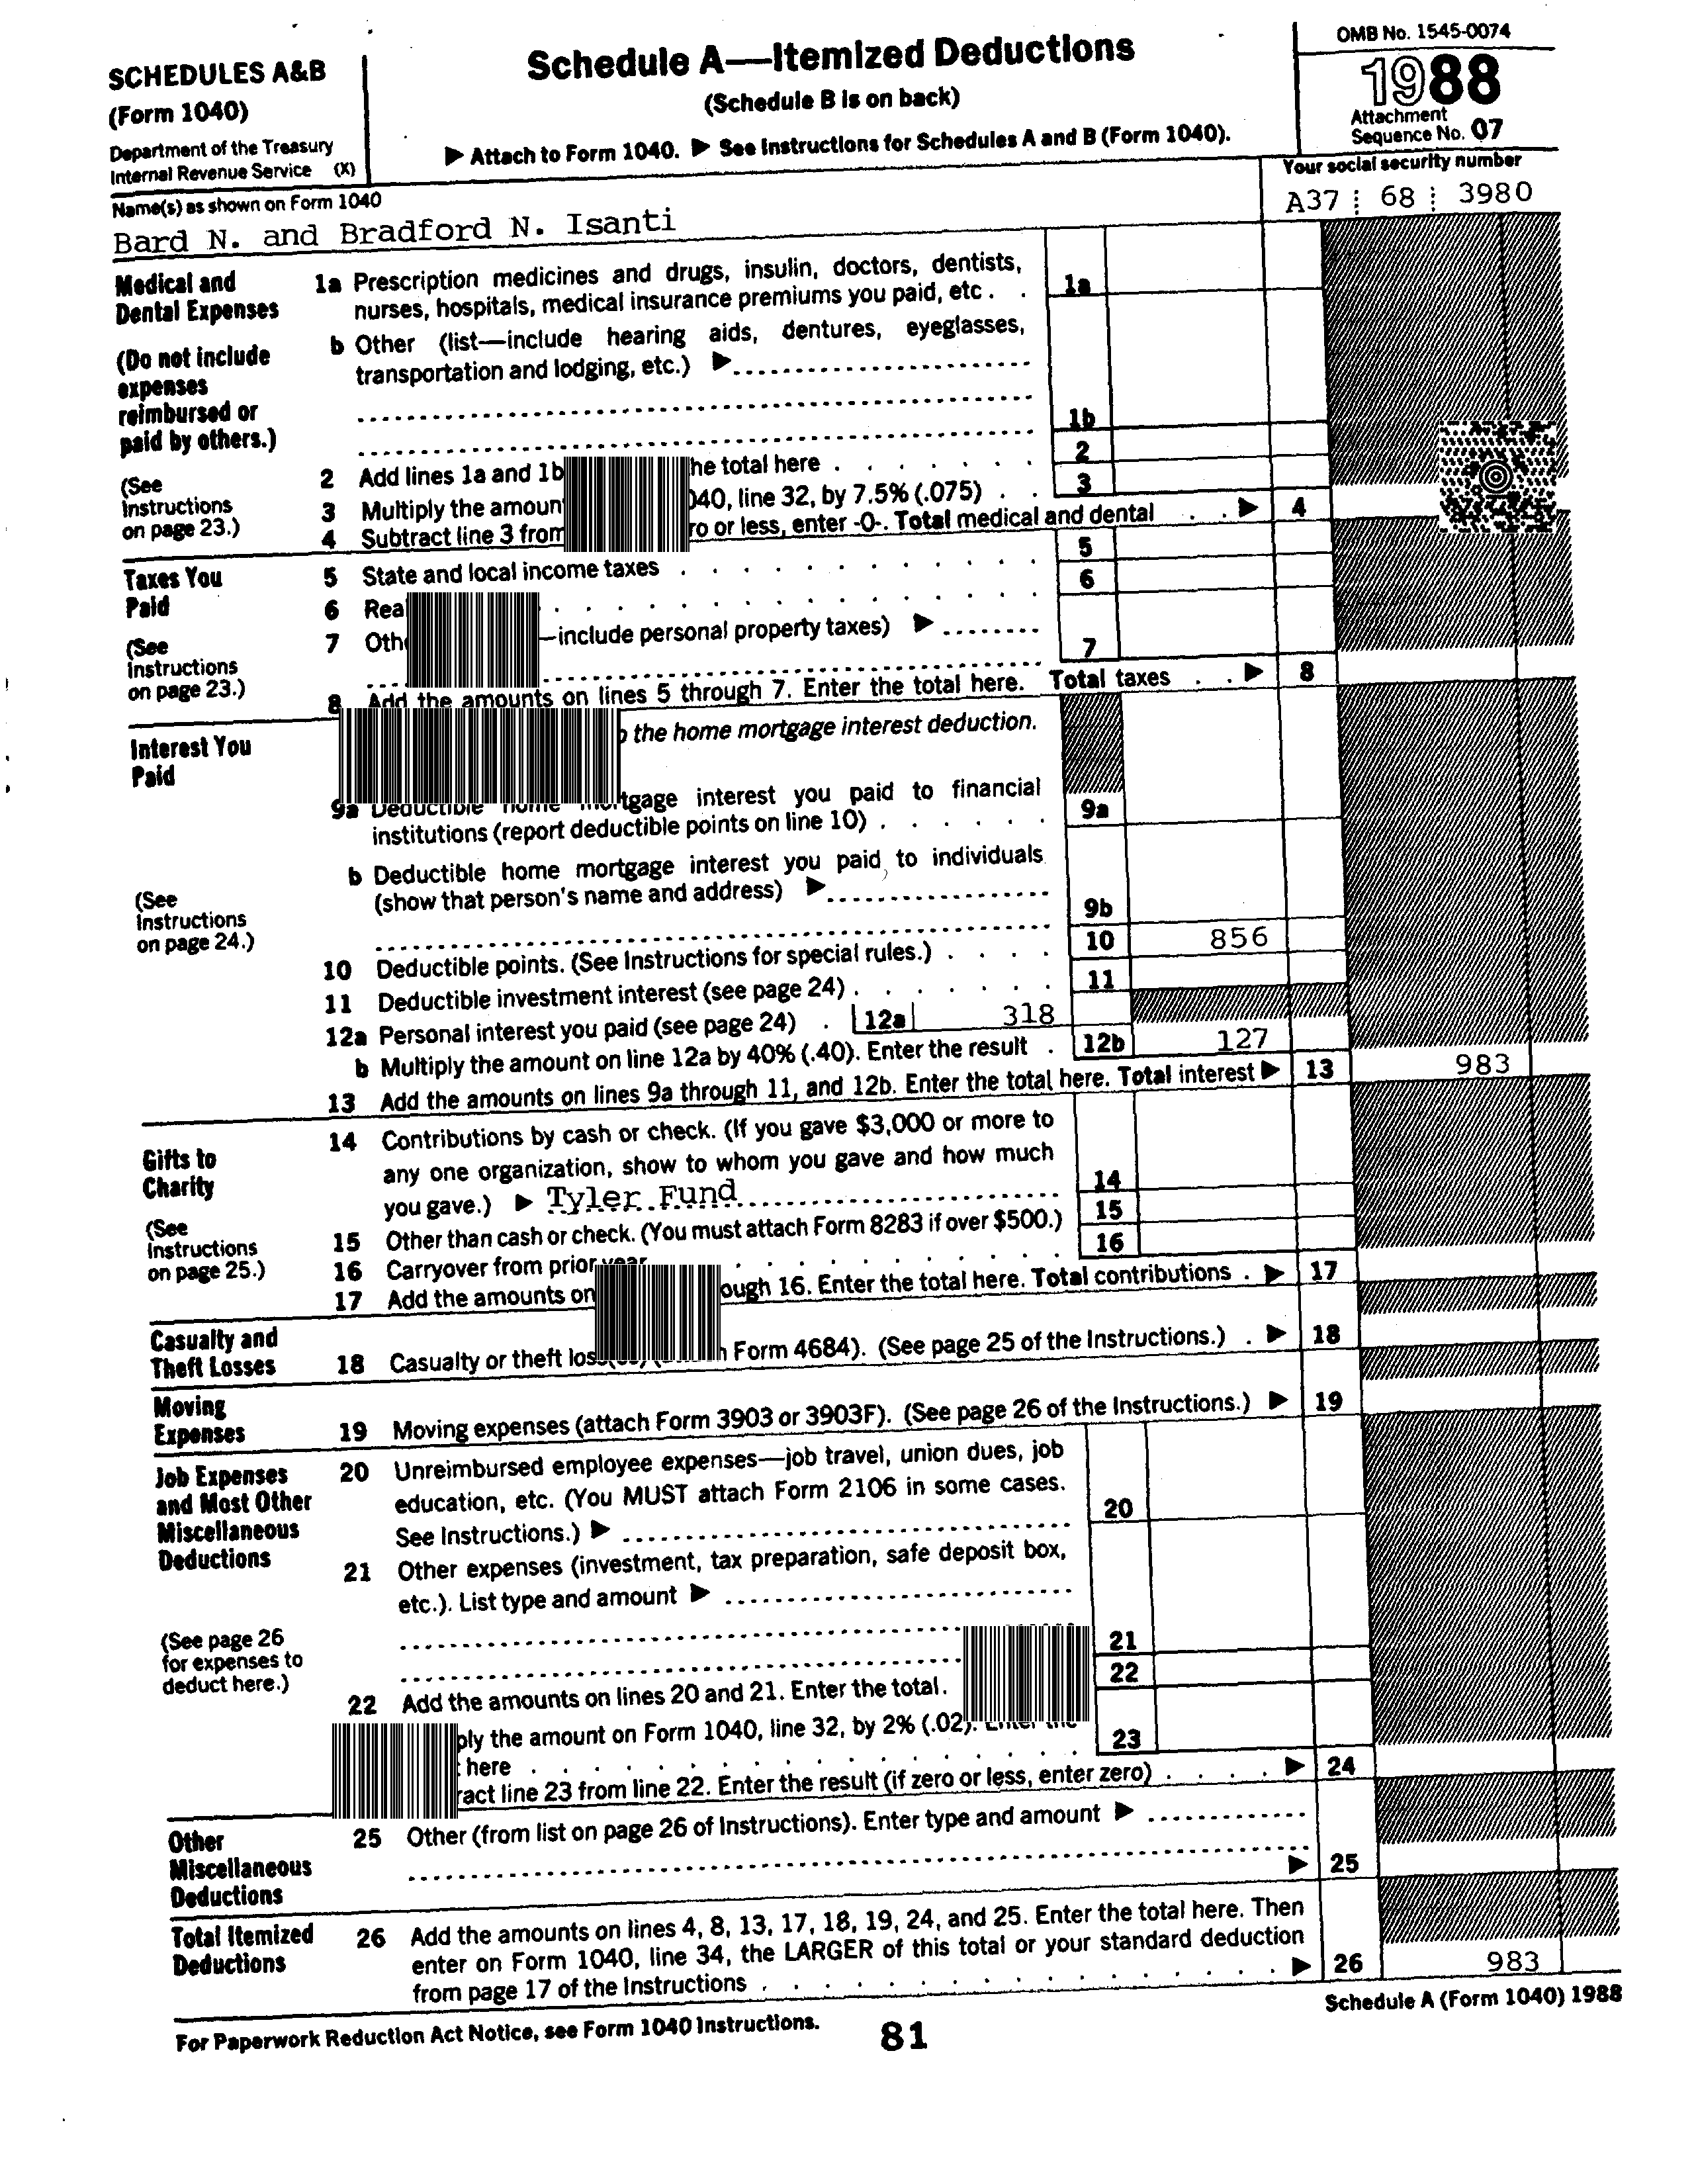 SCHEDULES A&B
(Form 1040)
Department of the Treasury
Internal Revenue Service (X)
Schedule A—Itemized Deductions
(Schedule B is on back)
▶ Attach to Form 1040. ▶ See Instructions for Schedules A and B (Form 1040).
OMB No. 1545-0074
1988
Attachment
Sequence No. 07
Name(s) as shown on Form 1040
Bard N. and Bradford N. Isanti
Your social security number
A37 68 3980
Medical and
Dental Expenses
(Do not include
expenses
reimbursed or
paid by others.)
(See
Instructions
on page 23.)
1a Prescription medicines and drugs, insulin, doctors, dentists,
nurses, hospitals, medical insurance premiums you paid, etc . . 1a
b Other (list—include hearing aids, dentures, eyeglasses,
transportation and lodging, etc.) ▶
1b
2 Add lines 1a and 1b he total here . . . . . . . 2
3 Multiply the amoun 040, line 32, by 7.5% (.075) . . 3
4 Subtract line 3 from ro or less, enter -0-. Total medical and dental . . ▶ 4
Taxes You
Paid
(See
Instructions
on page 23.)
5 State and local income taxes . . . . . . . . . . . . 5
6 Rea . . . . . . . . . . . . . . . 6
7 Oth —include personal property taxes) ▶
7
8 Add the amounts on lines 5 through 7. Enter the total here. Total taxes . . ▶ 8
Interest You
Paid
(See
Instructions
on page 24.)
the home mortgage interest deduction.
9a Deductible home mortgage interest you paid to financial
institutions (report deductible points on line 10) . . . . . . 9a
b Deductible home mortgage interest you paid to individuals
(show that person's name and address) ▶
9b
10 Deductible points. (See Instructions for special rules.) . . . . 10 856
11 Deductible investment interest (see page 24) . . . . . . . 11
12a Personal interest you paid (see page 24) . 12a 318
b Multiply the amount on line 12a by 40% (.40). Enter the result . 12b 127
13 Add the amounts on lines 9a through 11, and 12b. Enter the total here. Total interest ▶ 13 983
Gifts to
Charity
(See
Instructions
on page 25.)
14 Contributions by cash or check. (If you gave $3,000 or more to
any one organization, show to whom you gave and how much
you gave.) ▶ Tyler Fund 14
15 Other than cash or check. (You must attach Form 8283 if over $500.) 15
16 Carryover from prior year . . . . . . . . . . . 16
17 Add the amounts on ough 16. Enter the total here. Total contributions . ▶ 17
Casualty and
Theft Losses
18 Casualty or theft los h Form 4684). (See page 25 of the Instructions.) . ▶ 18
Moving
Expenses
19 Moving expenses (attach Form 3903 or 3903F). (See page 26 of the Instructions.) ▶ 19
Job Expenses
and Most Other
Miscellaneous
Deductions
(See page 26
for expenses to
deduct here.)
20 Unreimbursed employee expenses—job travel, union dues, job
education, etc. (You MUST attach Form 2106 in some cases.
See Instructions.) ▶ 20
21 Other expenses (investment, tax preparation, safe deposit box,
etc.). List type and amount ▶
21
22 Add the amounts on lines 20 and 21. Enter the total. 22
ply the amount on Form 1040, line 32, by 2% (.02). Enter the
here . . . . . . . . . . . . . . . . 23
ract line 23 from line 22. Enter the result (if zero or less, enter zero) . . . . ▶ 24
Other
Miscellaneous
Deductions
25 Other (from list on page 26 of Instructions). Enter type and amount ▶
▶ 25
Total Itemized
Deductions
26 Add the amounts on lines 4, 8, 13, 17, 18, 19, 24, and 25. Enter the total here. Then
enter on Form 1040, line 34, the LARGER of this total or your standard deduction
from page 17 of the Instructions . . . . . . . . . . . . . . . . ▶ 26 983
For Paperwork Reduction Act Notice, see Form 1040 Instructions.
81
Schedule A (Form 1040) 1988